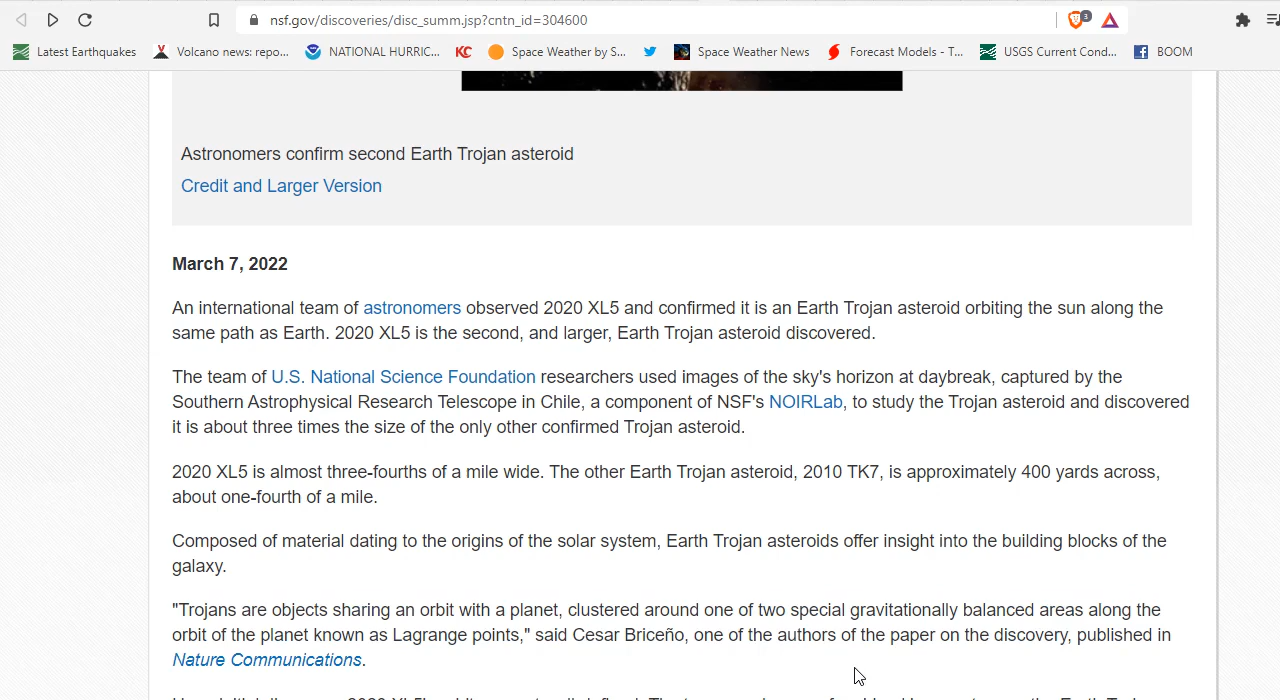 nsf.gov/discoveries/disc_summ.jsp?cntn_id=304600
3
Latest Earthquakes
Volcano news: repo...
NATIONAL HURRIC...
KC
Space Weather by S...
Space Weather News
Forecast Models - T...
USGS Current Cond...
BOOM
Astronomers confirm second Earth Trojan asteroid
Credit and Larger Version
March 7, 2022
An international team of astronomers observed 2020 XL5 and confirmed it is an Earth Trojan asteroid orbiting the sun along the
same path as Earth. 2020 XL5 is the second, and larger, Earth Trojan asteroid discovered.
The team of U.S. National Science Foundation researchers used images of the sky's horizon at daybreak, captured by the
Southern Astrophysical Research Telescope in Chile, a component of NSF's NOIRLab, to study the Trojan asteroid and discovered
it is about three times the size of the only other confirmed Trojan asteroid.
2020 XL5 is almost three-fourths of a mile wide. The other Earth Trojan asteroid, 2010 TK7, is approximately 400 yards across,
about one-fourth of a mile.
Composed of material dating to the origins of the solar system, Earth Trojan asteroids offer insight into the building blocks of the
galaxy.
"Trojans are objects sharing an orbit with a planet, clustered around one of two special gravitationally balanced areas along the
orbit of the planet known as Lagrange points," said Cesar Briceño, one of the authors of the paper on the discovery, published in
Nature Communications.